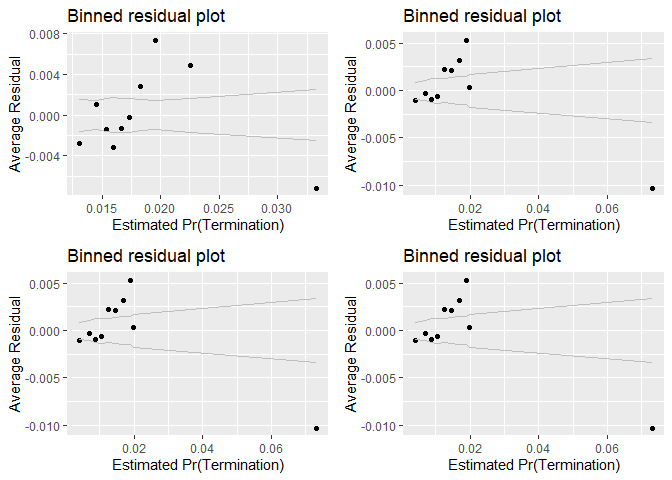 Binned residual plot
Average Residual
0.008
0.004
0.000
-0.004
0.015
0.020
0.025
0.030
Estimated Pr(Termination)
Binned residual plot
Average Residual
0.005
0.000
-0.005
-0.010
0.02
0.04
0.06
Estimated Pr(Termination)
Binned residual plot
Average Residual
0.005
0.000
-0.005
-0.010
0.02
0.04
0.06
Estimated Pr(Termination)
Binned residual plot
Average Residual
0.005
0.000
-0.005
-0.010
0.02
0.04
0.06
Estimated Pr(Termination)